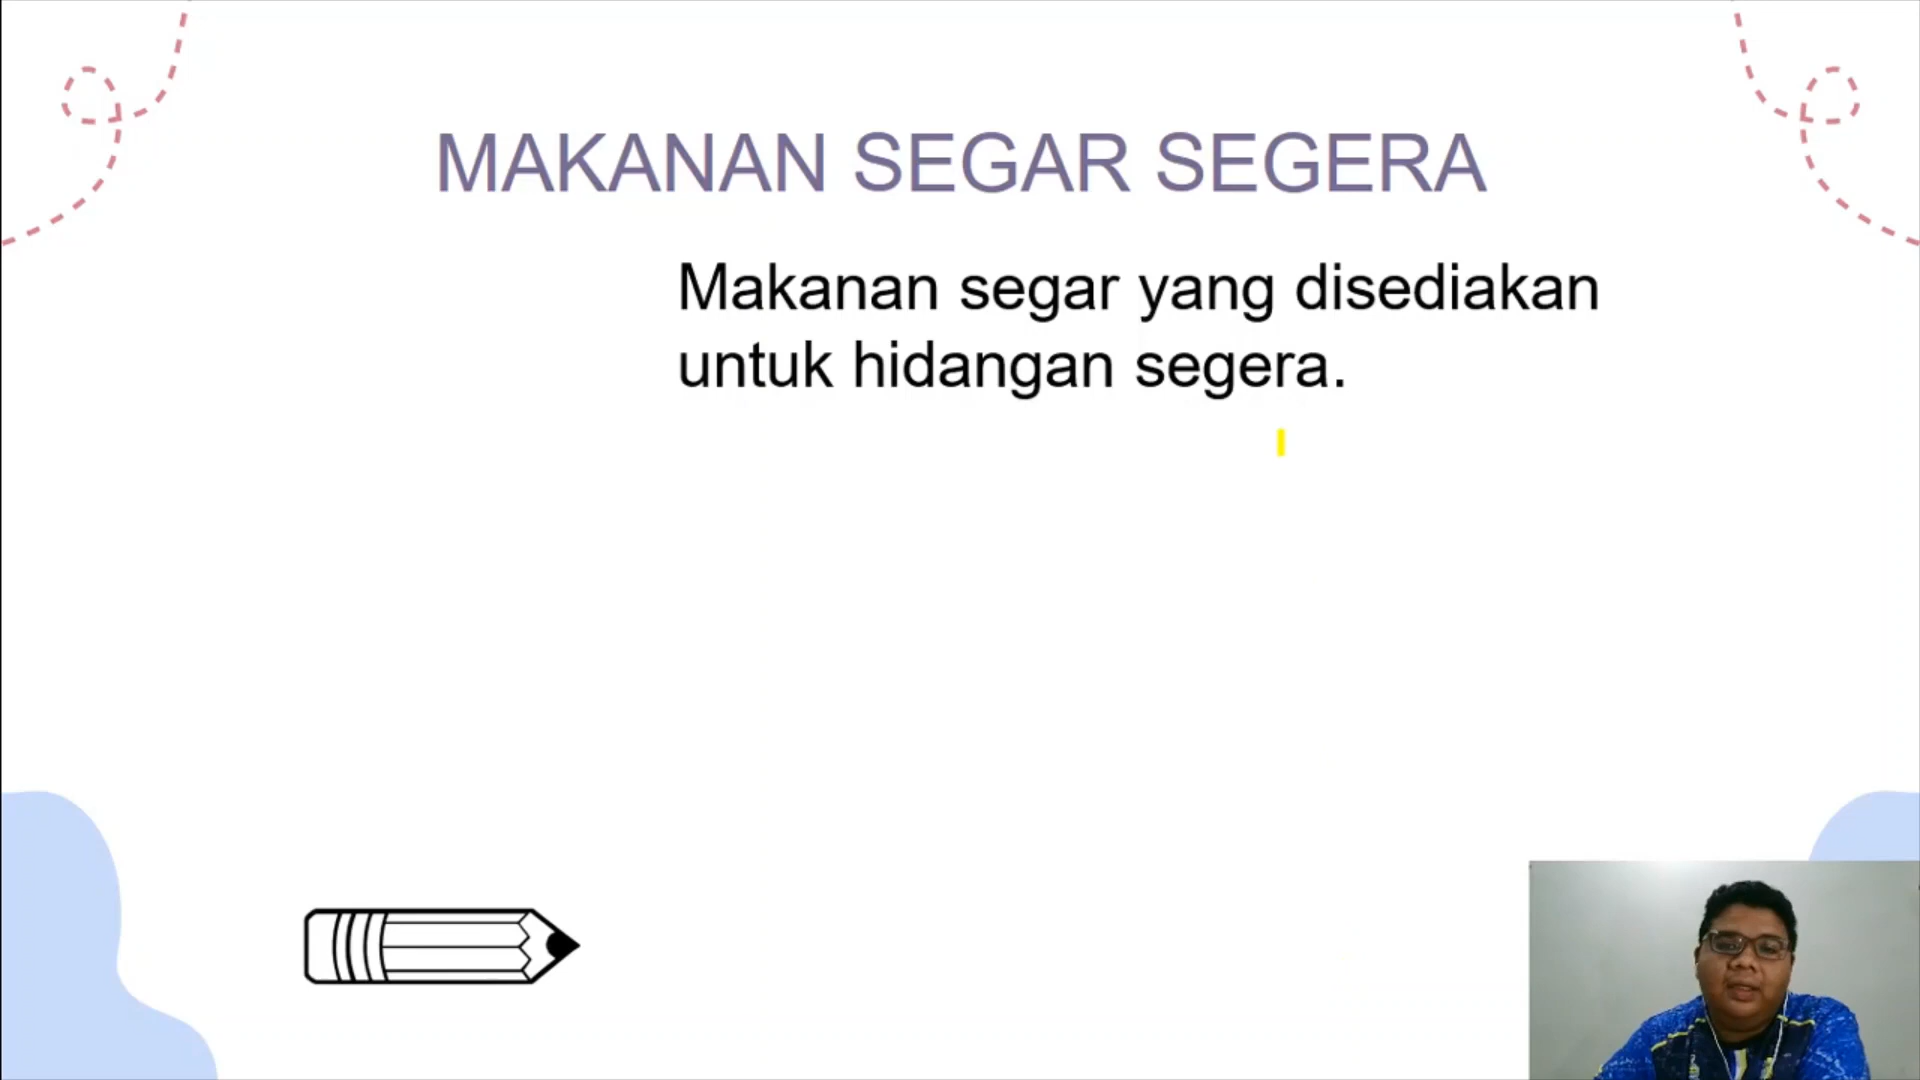 MAKANAN SEGAR SEGERA
Makanan segar yang disediakan
untuk hidangan segera.